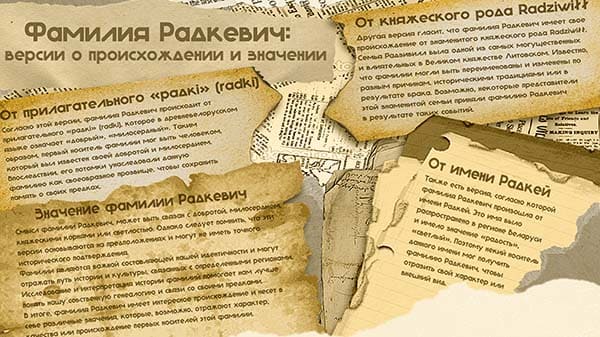 Фамилия Радкевич:
версии о происхождении и значении
От прилагательного «радкі» (radki)
Согласно этой версии, фамилия Радкевич происходит от
прилагательного «радкі» (radki), которое в древнебелорусском
языке означает «добрый», «милосердный». Таким
образом, первый носитель фамилии мог быть человеком,
который был известен своей добротой и милосердием.
Впоследствии, его потомки унаследовали данную
фамилию как своеобразное прозвище, чтобы сохранить
память о своих предках.
Значение фамилии Радкевич
Смысл фамилии Радкевич, может быть связан с добротой, милосердием,
княжескими корнями или светлостью. Однако следует помнить, что эти
версии основываются на предположениях и могут не иметь точного
исторического подтверждения.
Фамилии являются важной составляющей нашей идентичности и могут
отражать путь истории и культуры, связанных с определенными регионами.
Исследование и интерпретация истории фамилий помогает нам лучше
понять нашу собственную генеалогию и связь со своими предками.
В итоге, фамилия Радкевич имеет интересное происхождение и несет в
себе различные значения, которые, возможно, отражают характер,
качества или происхождение первых носителей этой фамилии.
От княжеского рода Radziwiłł
Другая версия гласит, что фамилия Радкевич имеет свое
происхождение от знаменитого княжеского рода Radziwiłł.
Семья Радзивилл была одной из самых могущественных
и влиятельных в Великом княжестве Литовском. Известно,
что фамилии могли быть переименованы и изменены по
разным причинам, историческими традициями или в
результате брака. Возможно, некоторые представители
этой знаменитой семьи приняли фамилию Радкевич
в результате таких событий.
MAKING INQUIRY
От имени Радкей
Также есть версия, согласно которой
фамилия Радкевич произошла от
имени Радкей. Это имя было
распространено в регионе Беларуси
и имело значение «радость»,
«светлый». Поэтому некий носитель
данного имени мог получить
фамилию Радкевич, чтобы
отразить свой характер или
внешний вид.